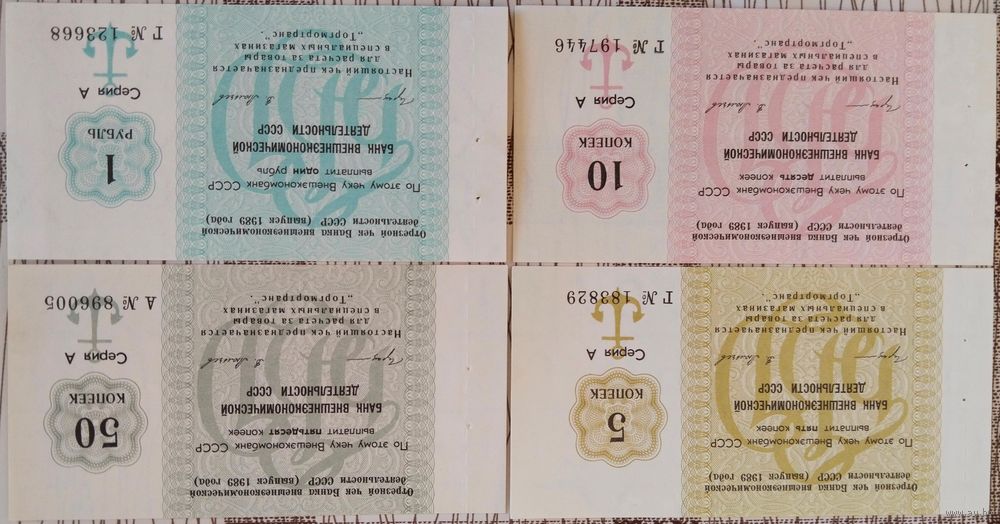 Отрезной чек Банка внешнеэкономической
деятельности СССР (выпуск 1989 года)
По этому чеку Внешэкономбанк СССР
выплатит пять копеек
БАНК ВНЕШНЕЭКОНОМИЧЕСКОЙ
ДЕЯТЕЛЬНОСТИ СССР
Настоящий чек предназначается
для расчета за товары
в специальных магазинах
„Торгмортранс".
5
КОПЕЕК
Серия А
Г № 183829
Отрезной чек Банка внешнеэкономической
деятельности СССР (выпуск 1989 года)
По этому чеку Внешэкономбанк СССР
выплатит пятьдесят копеек
БАНК ВНЕШНЕЭКОНОМИЧЕСКОЙ
ДЕЯТЕЛЬНОСТИ СССР
Настоящий чек предназначается
для расчета за товары
в специальных магазинах
„Торгмортранс".
50
КОПЕЕК
Серия А
А № 896005
Отрезной чек Банка внешнеэкономической
деятельности СССР (выпуск 1989 года)
По этому чеку Внешэкономбанк СССР
выплатит десять копеек
БАНК ВНЕШНЕЭКОНОМИЧЕСКОЙ
ДЕЯТЕЛЬНОСТИ СССР
Настоящий чек предназначается
для расчета за товары
в специальных магазинах
„Торгмортранс".
10
КОПЕЕК
Серия А
Г № 197446
Отрезной чек Банка внешнеэкономической
деятельности СССР (выпуск 1989 года)
По этому чеку Внешэкономбанк СССР
выплатит один рубль
БАНК ВНЕШНЕЭКОНОМИЧЕСКОЙ
ДЕЯТЕЛЬНОСТИ СССР
Настоящий чек предназначается
для расчета за товары
в специальных магазинах
„Торгмортранс".
1
РУБЛЬ
Серия А
Г № 123668